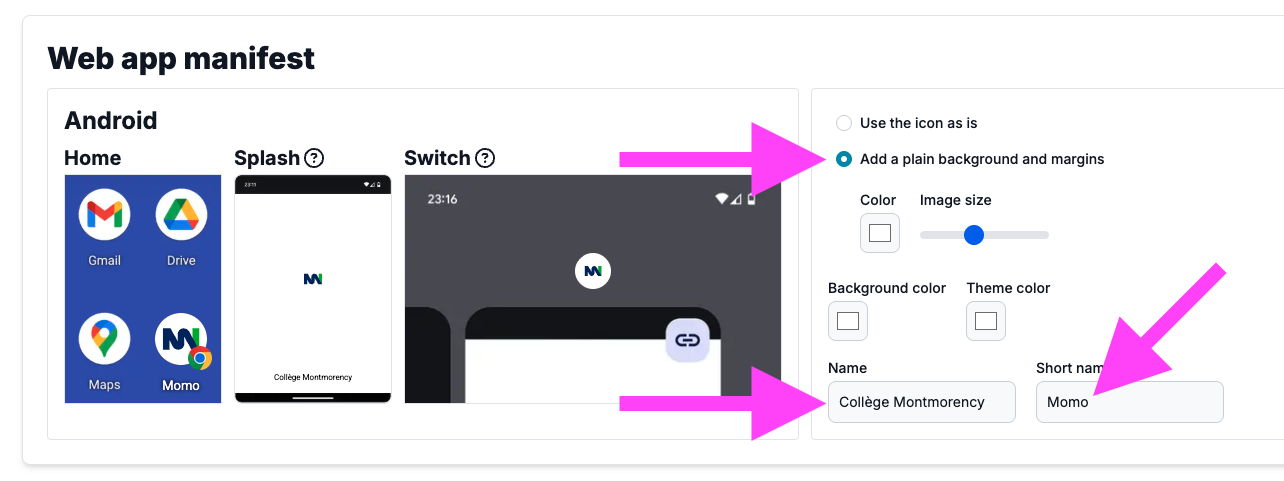 Web app manifest
Android
Home
Splash ?
Switch ?
Gmail
Drive
Maps
Momo
23:11
Collège Montmorency
23:16
Use the icon as is
Add a plain background and margins
Color
Image size
Background color
Theme color
Name
Short nam
Collège Montmorency
Momo